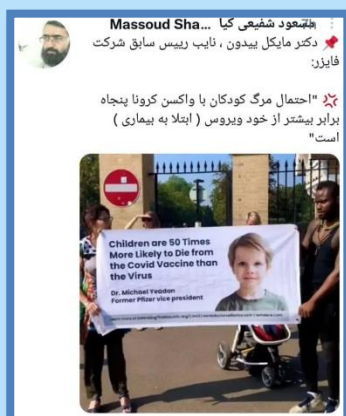 Massoud Sha... مسعود شفیعی کیا
📌 دکتر مایکل ییدون ، نایب رییس سابق شرکت
فایزر:
💢 "احتمال مرگ کودکان با واکسن کرونا پنجاه
برابر بیشتر از خود ویروس ( ابتلا به بیماری )
است"
Children are 50 Times
More Likely to Die from
the Covid Vaccine than
the Virus
Dr. Michael Yeadon
Former Pfizer vice president